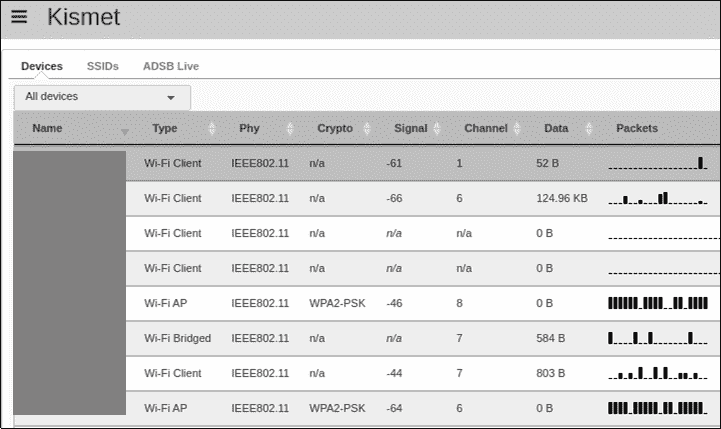 Kismet
Devices SSIDs ADSB Live
All devices
Name Type Phy Crypto Signal Channel Data Packets
Wi-Fi Client IEEE802.11 n/a -61 1 52 B
Wi-Fi Client IEEE802.11 n/a -66 6 124.96 KB
Wi-Fi Client IEEE802.11 n/a n/a n/a 0 B
Wi-Fi Client IEEE802.11 n/a n/a n/a 0 B
Wi-Fi AP IEEE802.11 WPA2-PSK -46 8 0 B
Wi-Fi Bridged IEEE802.11 n/a n/a 7 584 B
Wi-Fi Client IEEE802.11 n/a -44 7 803 B
Wi-Fi AP IEEE802.11 WPA2-PSK -64 6 0 B